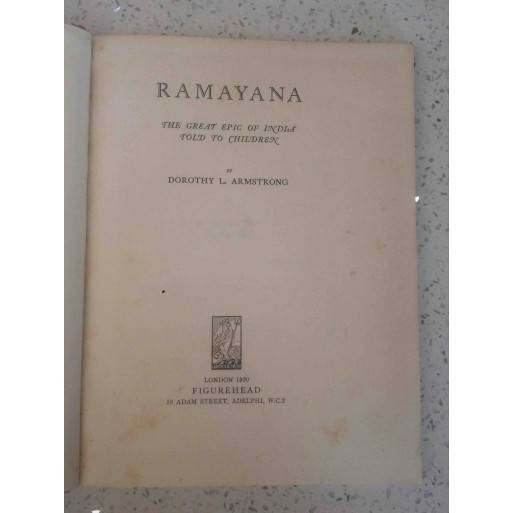 RAMAYANA
THE GREAT EPIC OF INDIA
TOLD TO CHILDREN
BY
DOROTHY L. ARMSTRONG
LONDON 1930
FIGUREHEAD
ADAM STREET, ADELPHI, W.C.2